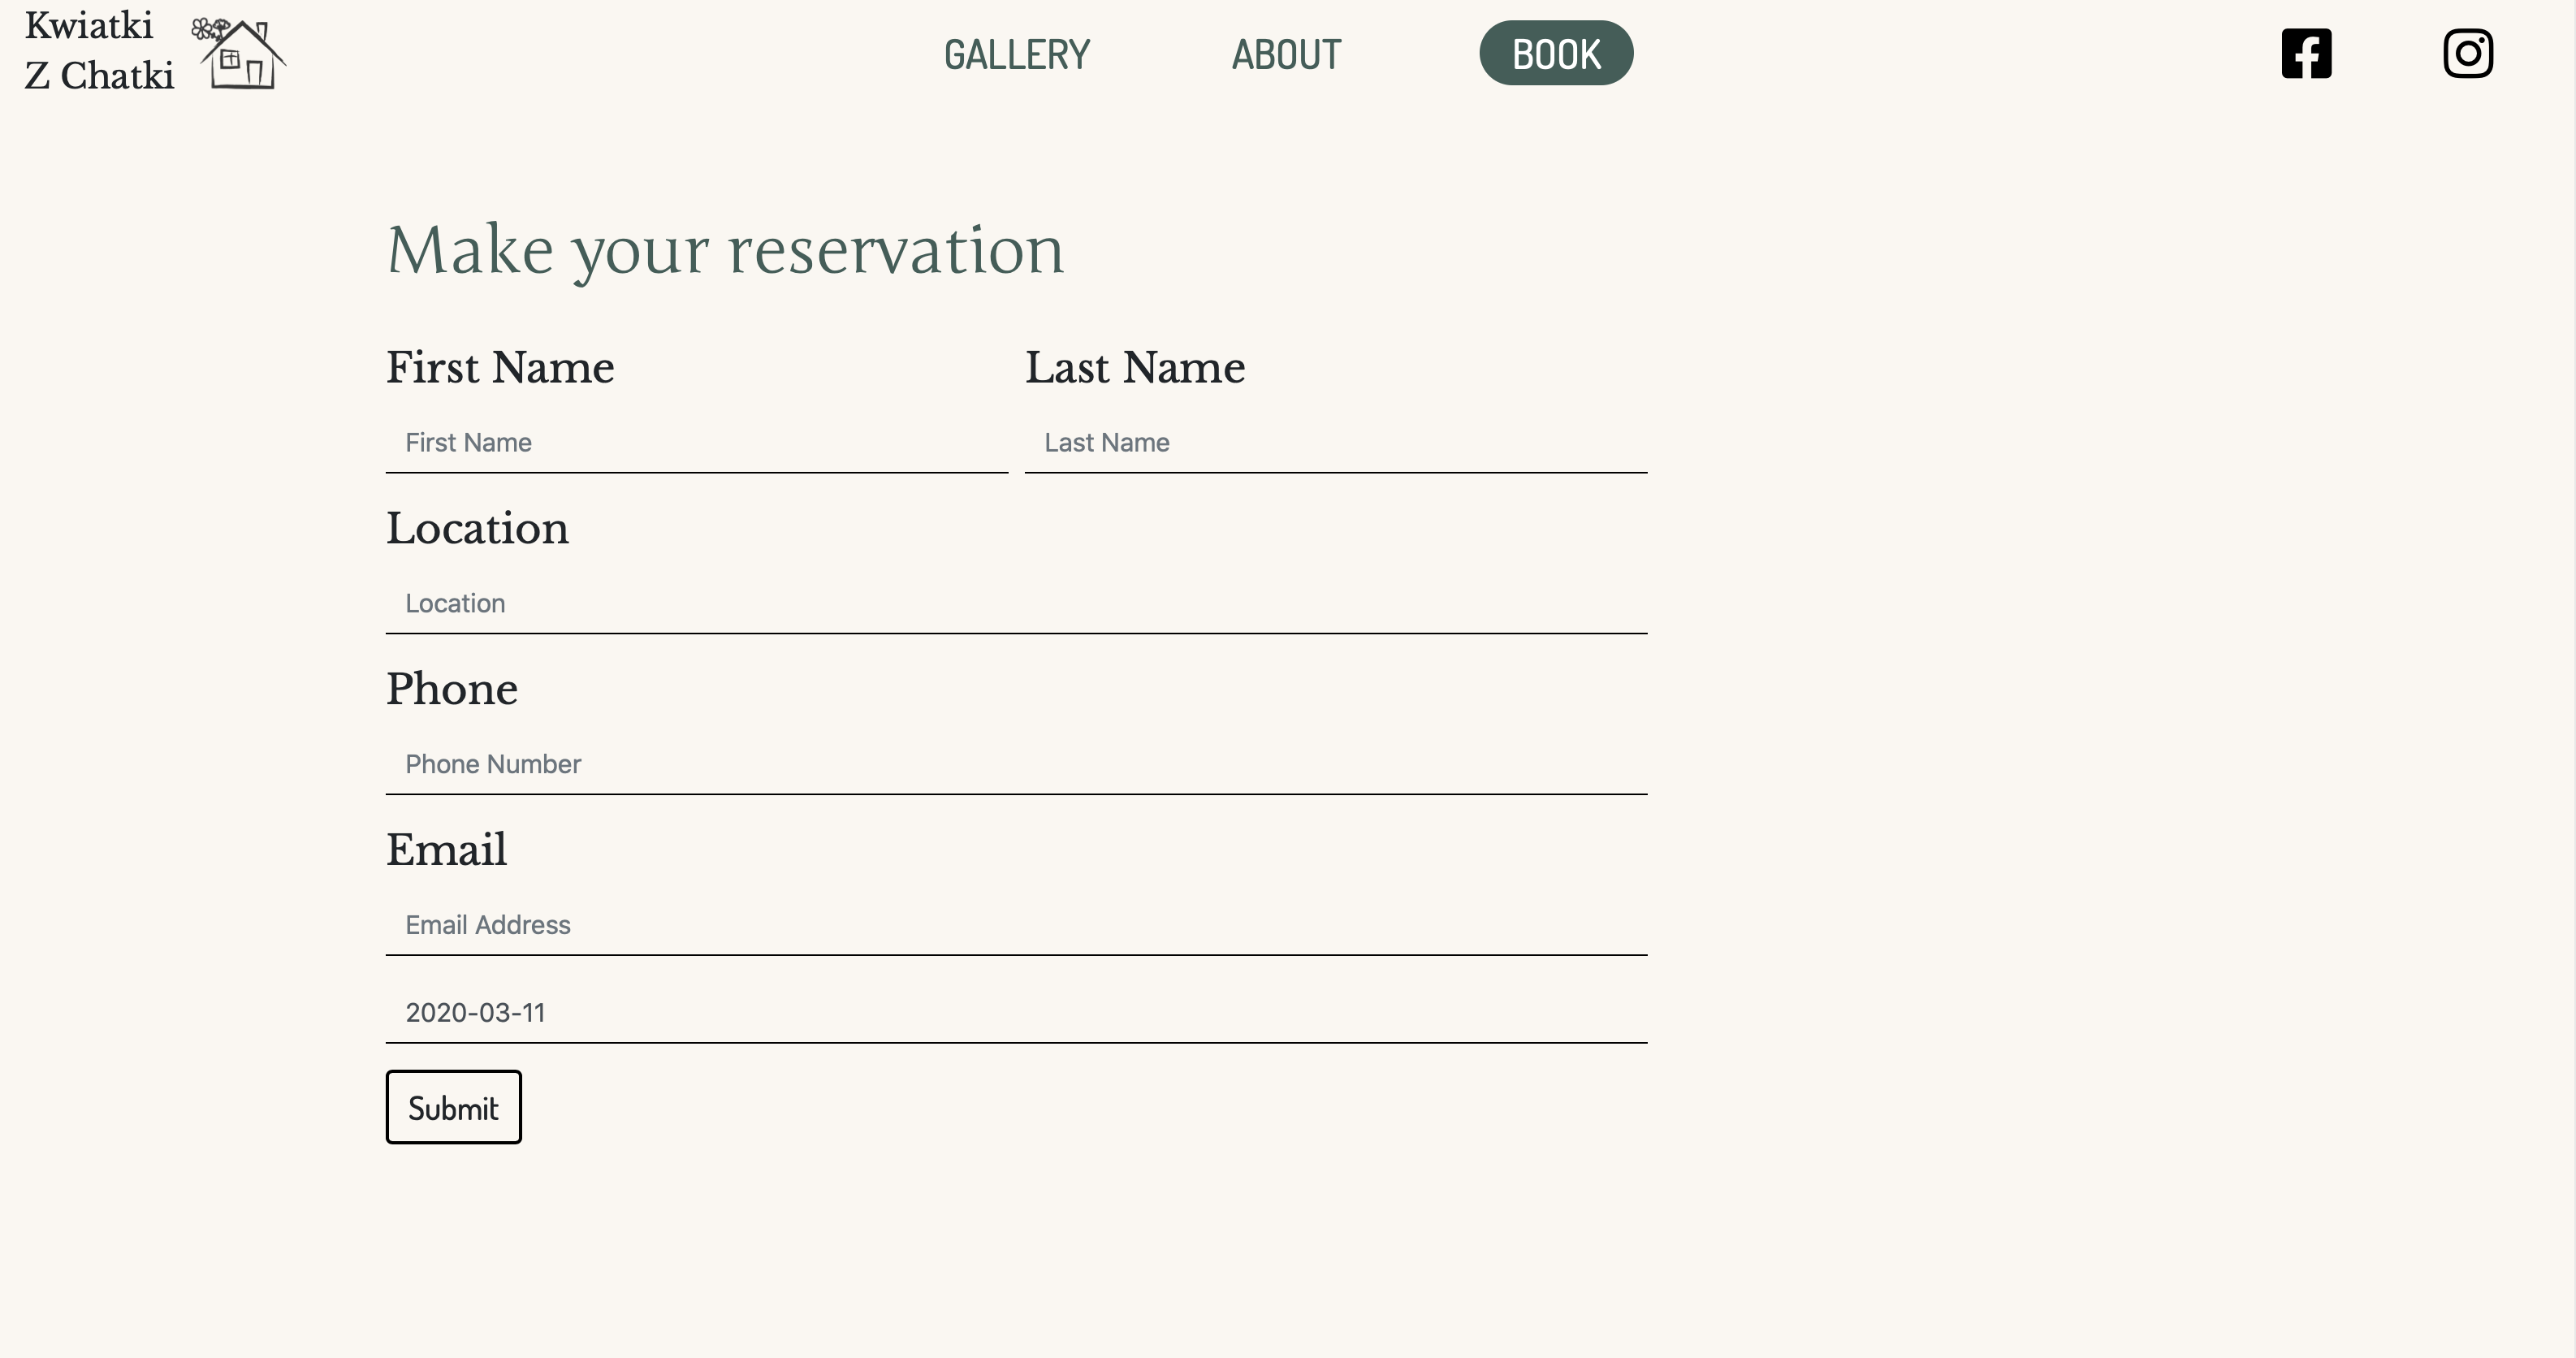 Kwiatki
Z Chatki
GALLERY ABOUT BOOK
Make your reservation
First Name Last Name
First Name Last Name
Location
Location
Phone
Phone Number
Email
Email Address
2020-03-11
Submit